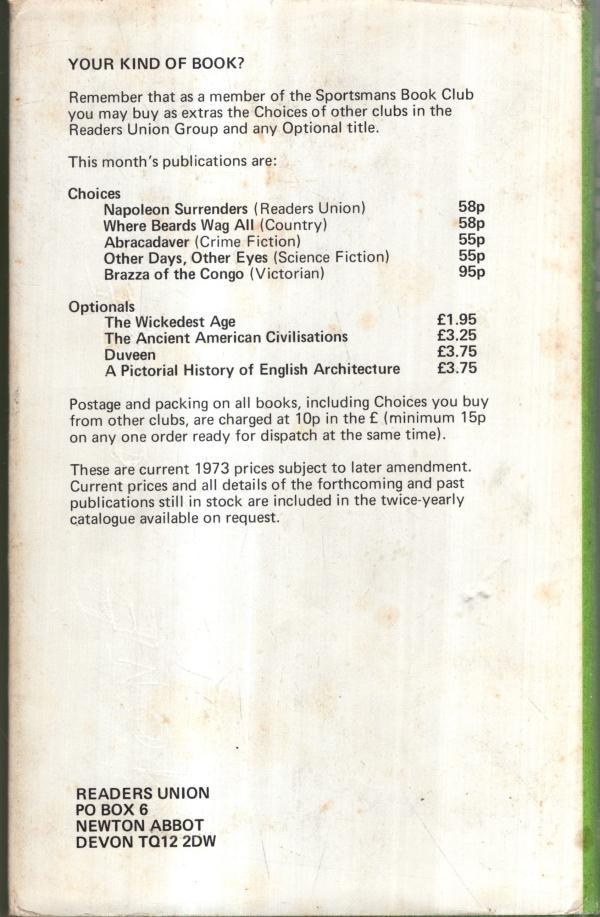 YOUR KIND OF BOOK?
Remember that as a member of the Sportsmans Book Club
you may buy as extras the Choices of other clubs in the
Readers Union Group and any Optional title.
This month's publications are:
Choices
Napoleon Surrenders (Readers Union) 58p
Where Beards Wag All (Country) 58p
Abracadaver (Crime Fiction) 55p
Other Days, Other Eyes (Science Fiction) 55p
Brazza of the Congo (Victorian) 95p
Optionals
The Wickedest Age £1.95
The Ancient American Civilisations £3.25
Duveen £3.75
A Pictorial History of English Architecture £3.75
Postage and packing on all books, including Choices you buy
from other clubs, are charged at 10p in the £ (minimum 15p
on any one order ready for dispatch at the same time).
These are current 1973 prices subject to later amendment.
Current prices and all details of the forthcoming and past
publications still in stock are included in the twice-yearly
catalogue available on request.
READERS UNION
PO BOX 6
NEWTON ABBOT
DEVON TQ12 2DW